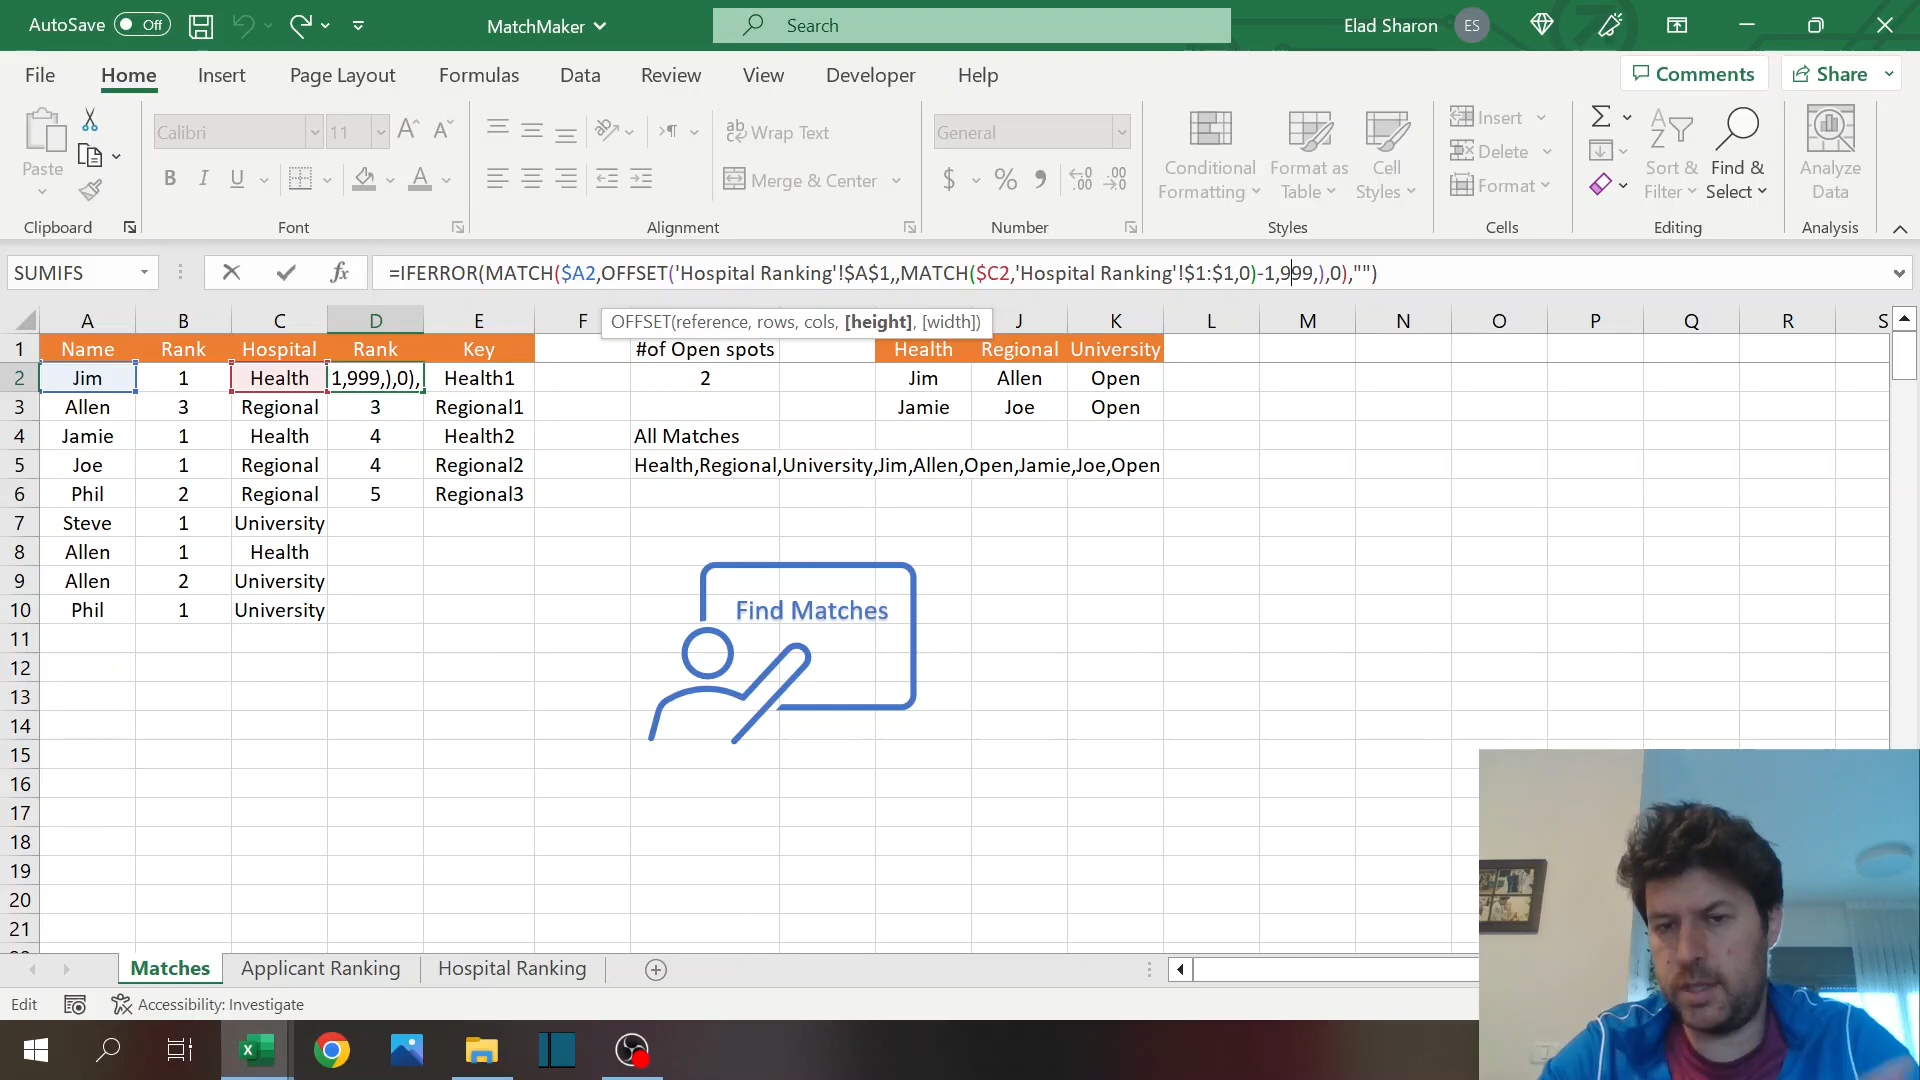 AutoSave Off MatchMaker Search Elad Sharon ES
File Home Insert Page Layout Formulas Data Review View Developer Help Comments Share
Calibri 11 Wrap Text General Insert
Paste Merge & Center Conditional Formatting Format as Table Cell Styles Delete Sort & Filter Find & Select Analyze Data
B I U A $ % Format
Clipboard Font Alignment Number Styles Cells Editing Analysis
SUMIFS fx =IFERROR(MATCH($A2,OFFSET('Hospital Ranking'!$A$1,,MATCH($C2,'Hospital Ranking'!$1:$1,0)-1,999,),0),"")
OFFSET(reference, rows, cols, [height], [width])
A B C D E F J K L M N O P Q R S
1 Name Rank Hospital Rank Key #of Open spots Health Regional University
2 Jim 1 Health 1,999,),0), Health1 2 Jim Allen Open
3 Allen 3 Regional 3 Regional1 Jamie Joe Open
4 Jamie 1 Health 4 Health2 All Matches
5 Joe 1 Regional 4 Regional2 Health,Regional,University,Jim,Allen,Open,Jamie,Joe,Open
6 Phil 2 Regional 5 Regional3
7 Steve 1 University
8 Allen 1 Health
9 Allen 2 University
10 Phil 1 University
Find Matches
11
12
13
14
15
16
17
18
19
20
21
Matches Applicant Ranking Hospital Ranking
Edit Accessibility: Investigate